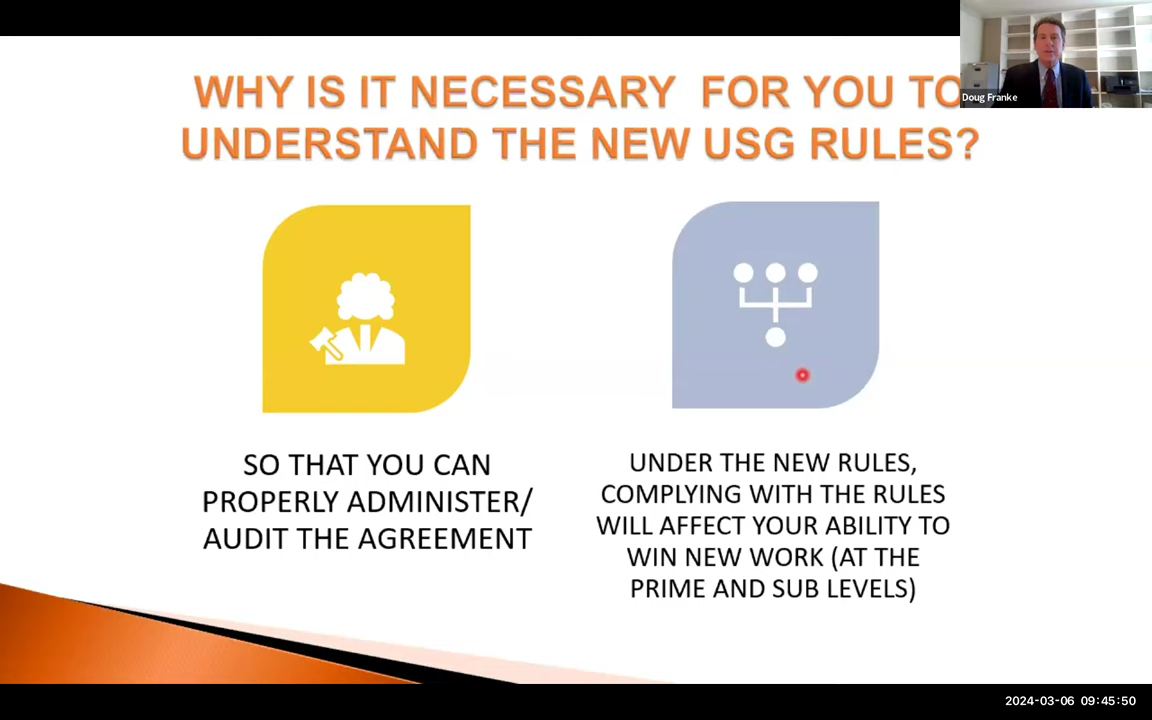 WHY IS IT NECESSARY FOR YOU TO
UNDERSTAND THE NEW USG RULES?
Doug Franke
SO THAT YOU CAN
PROPERLY ADMINISTER/
AUDIT THE AGREEMENT
UNDER THE NEW RULES,
COMPLYING WITH THE RULES
WILL AFFECT YOUR ABILITY TO
WIN NEW WORK (AT THE
PRIME AND SUB LEVELS)
2024-03-06 09:45:50